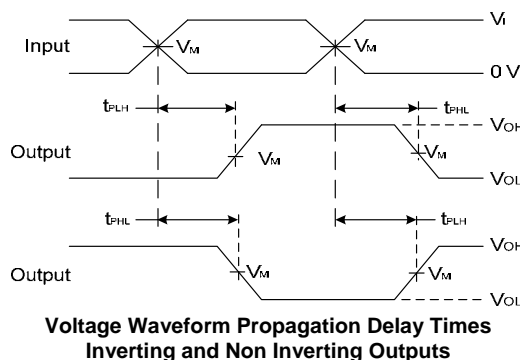 Vı
Input
VM
VM
0 V
tPLH
tPHL
VOH
Output
VM
VM
VOL
tPHL
tPLH
VOH
Output
VM
VM
VOL
Voltage Waveform Propagation Delay Times
Inverting and Non Inverting Outputs